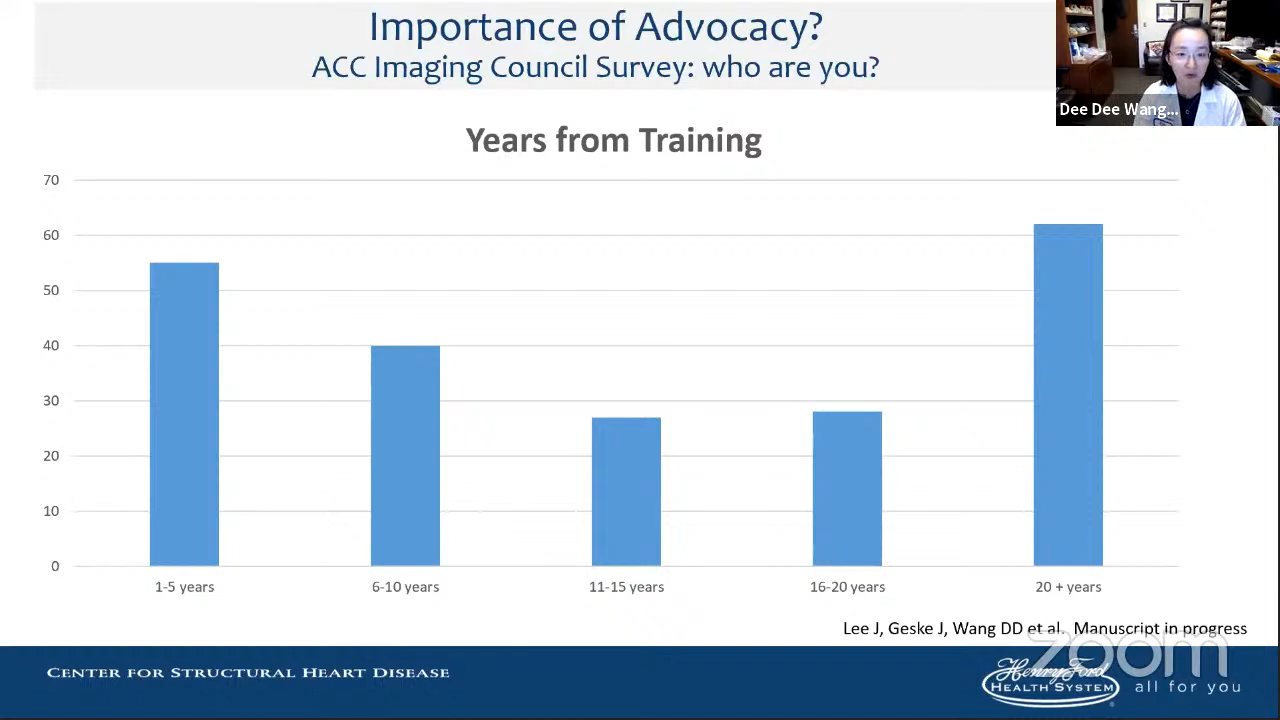 Importance of Advocacy?
ACC Imaging Council Survey: who are you?
Dee Dee Wang...
Years from Training
70
60
50
40
30
20
10
0
1-5 years
6-10 years
11-15 years
16-20 years
20 + years
Lee J, Geske J, Wang DD et al. Manuscript in progress
zoom
CENTER FOR STRUCTURAL HEART DISEASE
Henry Ford
HEALTH SYSTEM
®
all for you